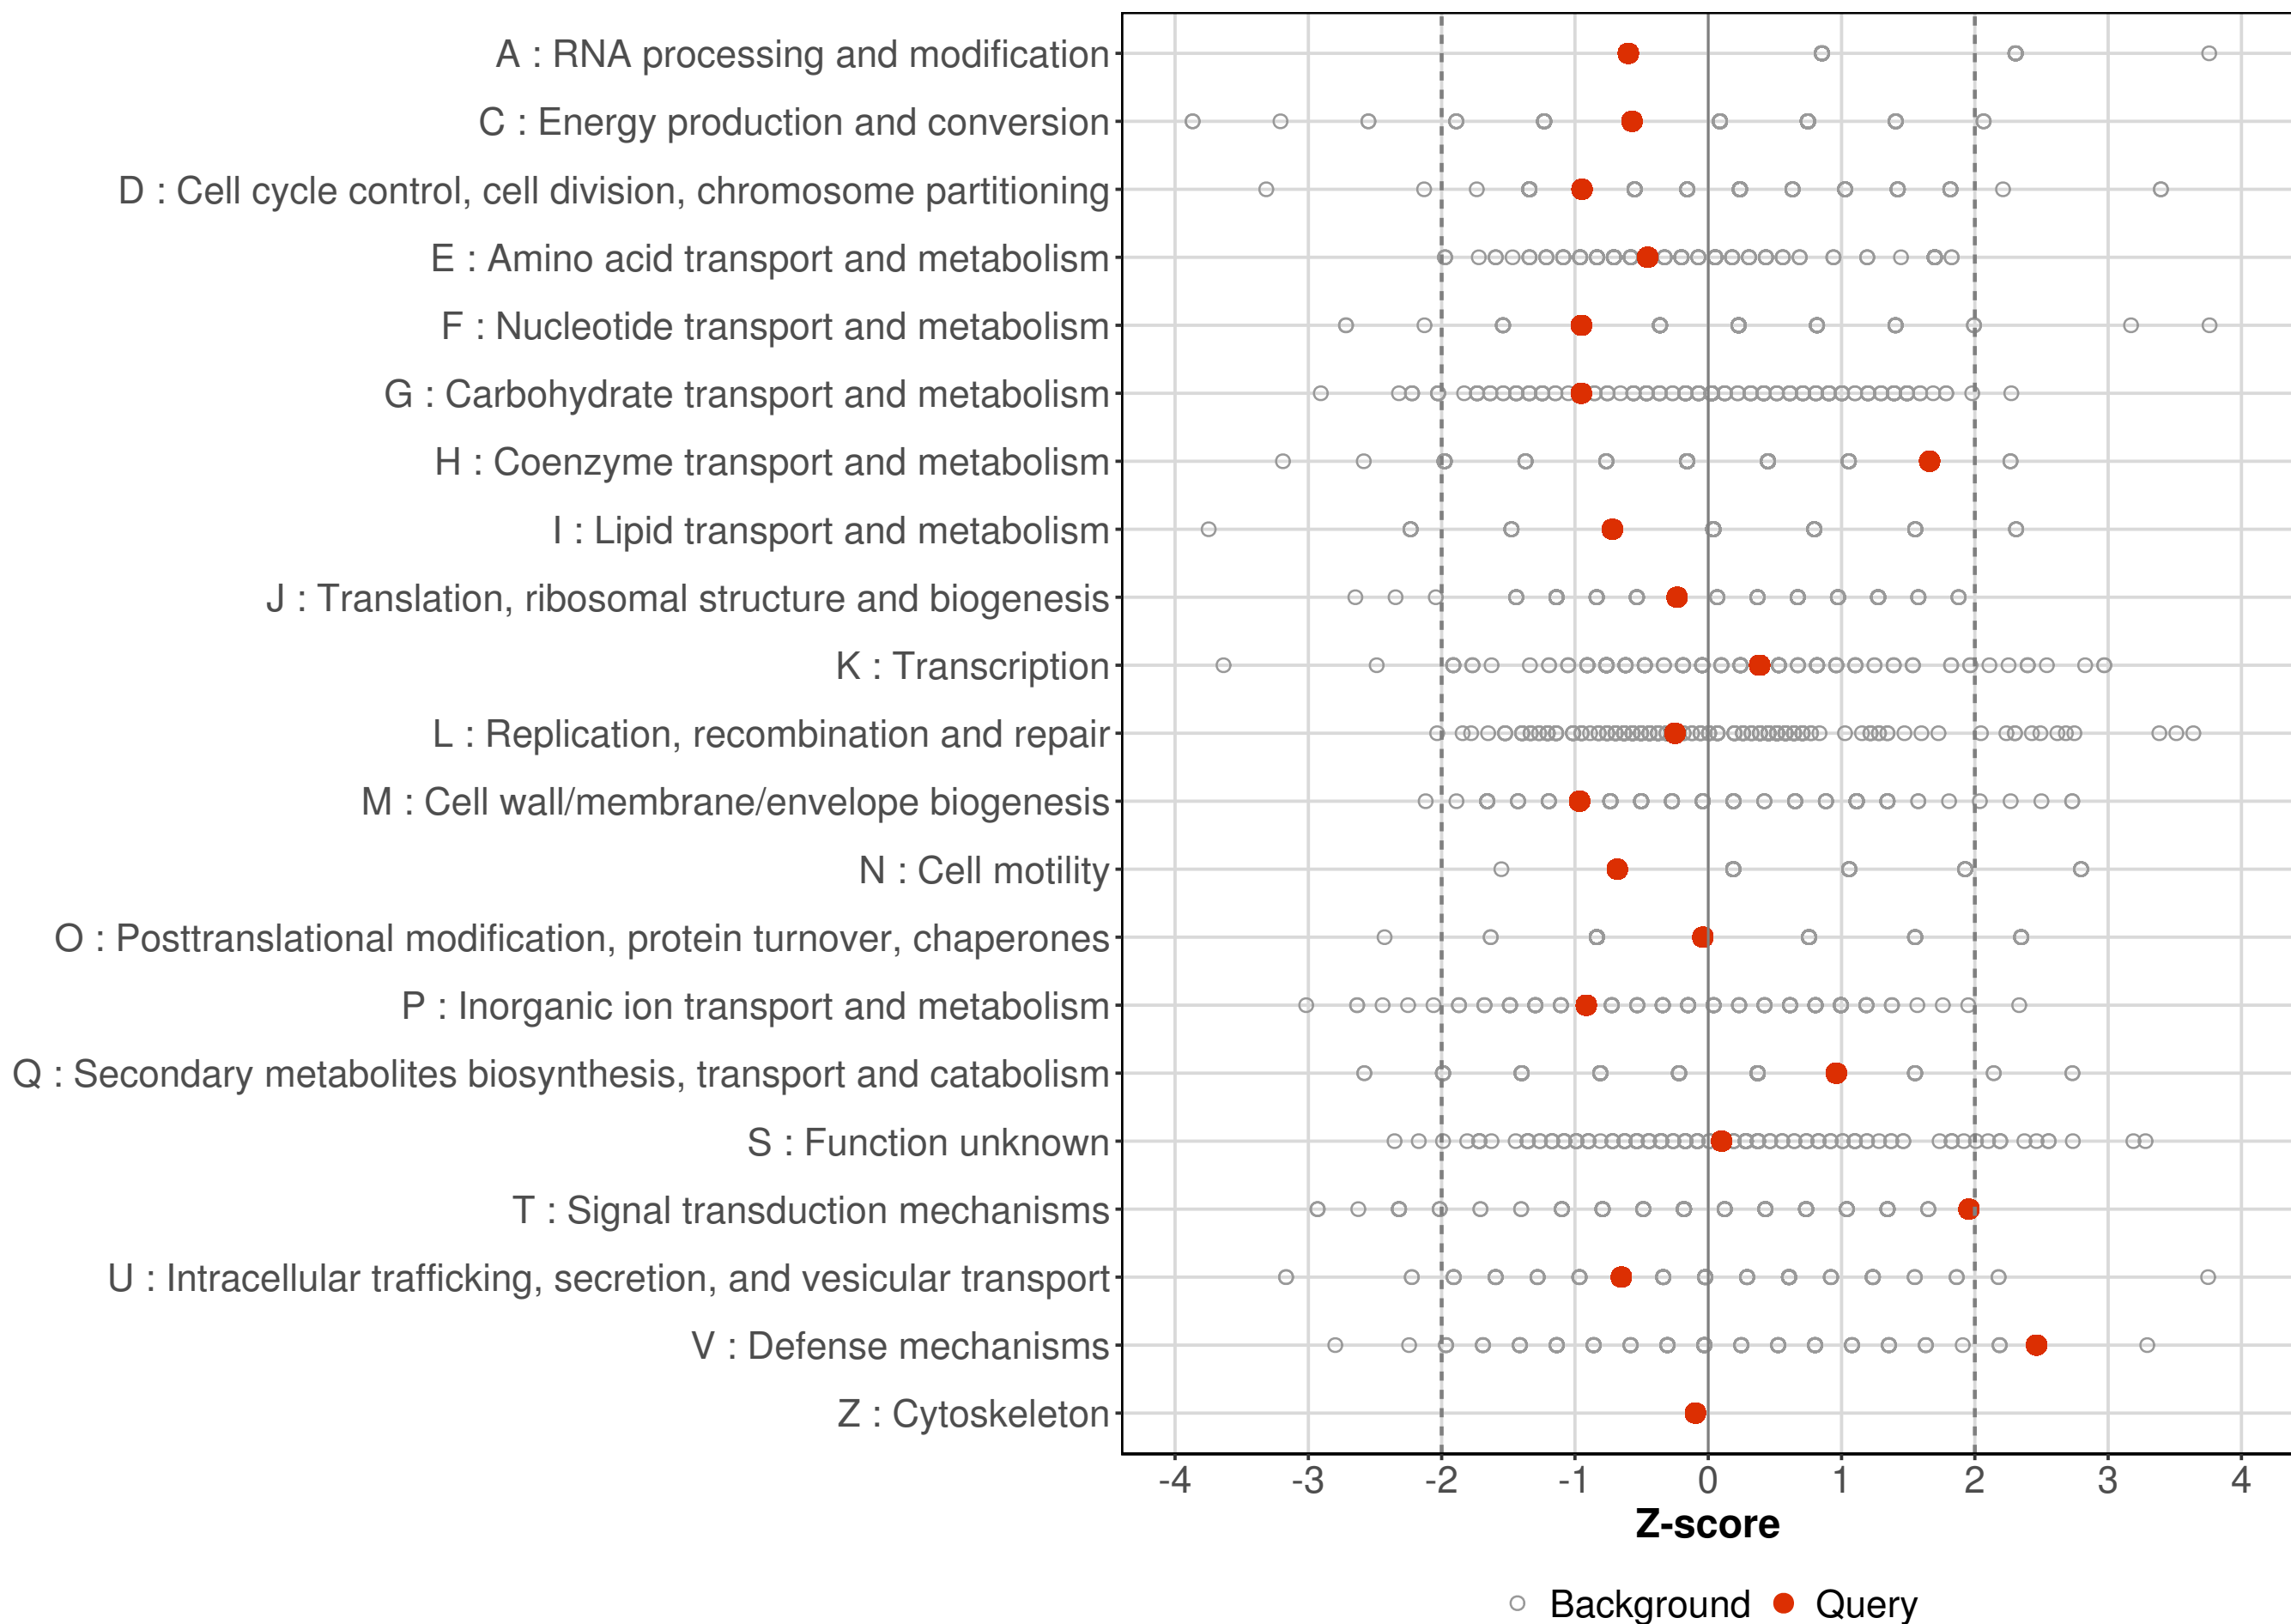 A : RNA processing and modification
C : Energy production and conversion
D : Cell cycle control, cell division, chromosome partitioning
E : Amino acid transport and metabolism
F : Nucleotide transport and metabolism
G : Carbohydrate transport and metabolism
H : Coenzyme transport and metabolism
I : Lipid transport and metabolism
J : Translation, ribosomal structure and biogenesis
K : Transcription
L : Replication, recombination and repair
M : Cell wall/membrane/envelope biogenesis
N : Cell motility
O : Posttranslational modification, protein turnover, chaperones
P : Inorganic ion transport and metabolism
Q : Secondary metabolites biosynthesis, transport and catabolism
S : Function unknown
T : Signal transduction mechanisms
U : Intracellular trafficking, secretion, and vesicular transport
V : Defense mechanisms
Z : Cytoskeleton
-4 -3 -2 -1 0 1 2 3 4
Z-score
Background Query